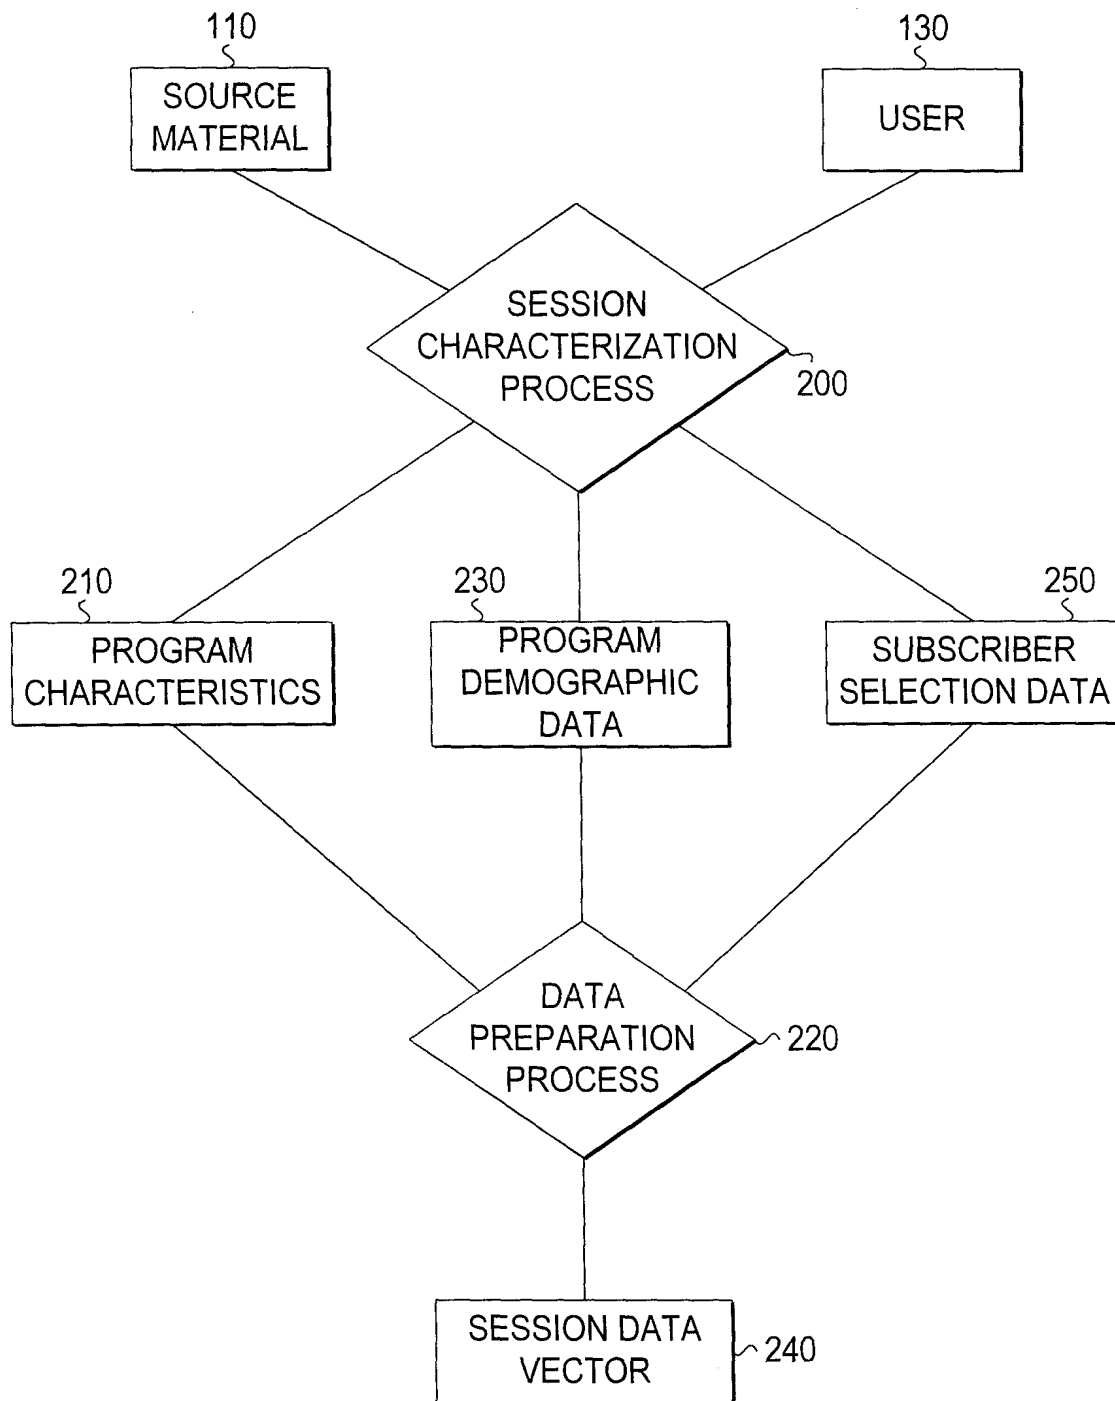 110
130
SOURCE
MATERIAL
USER
SESSION
CHARACTERIZATION
PROCESS
200
210
230
250
PROGRAM
CHARACTERISTICS
PROGRAM
DEMOGRAPHIC
DATA
SUBSCRIBER
SELECTION DATA
DATA
PREPARATION
PROCESS
220
SESSION DATA
VECTOR
240